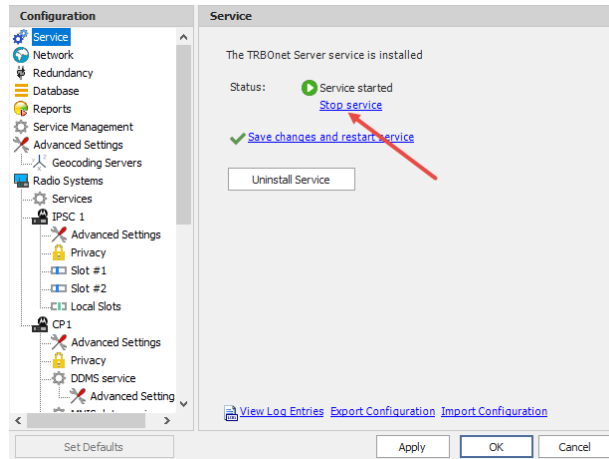 Configuration
Service
Network
Redundancy
Database
Reports
Service Management
Advanced Settings
Geocoding Servers
Radio Systems
Services
IPSC 1
Advanced Settings
Privacy
Slot #1
Slot #2
Local Slots
CP1
Advanced Settings
Privacy
DDMS service
Advanced Setting
Set Defaults
Service
The TRBOnet Server service is installed
Status: Service started
Stop service
Save changes and restart service
Uninstall Service
View Log Entries Export Configuration Import Configuration
Apply OK Cancel